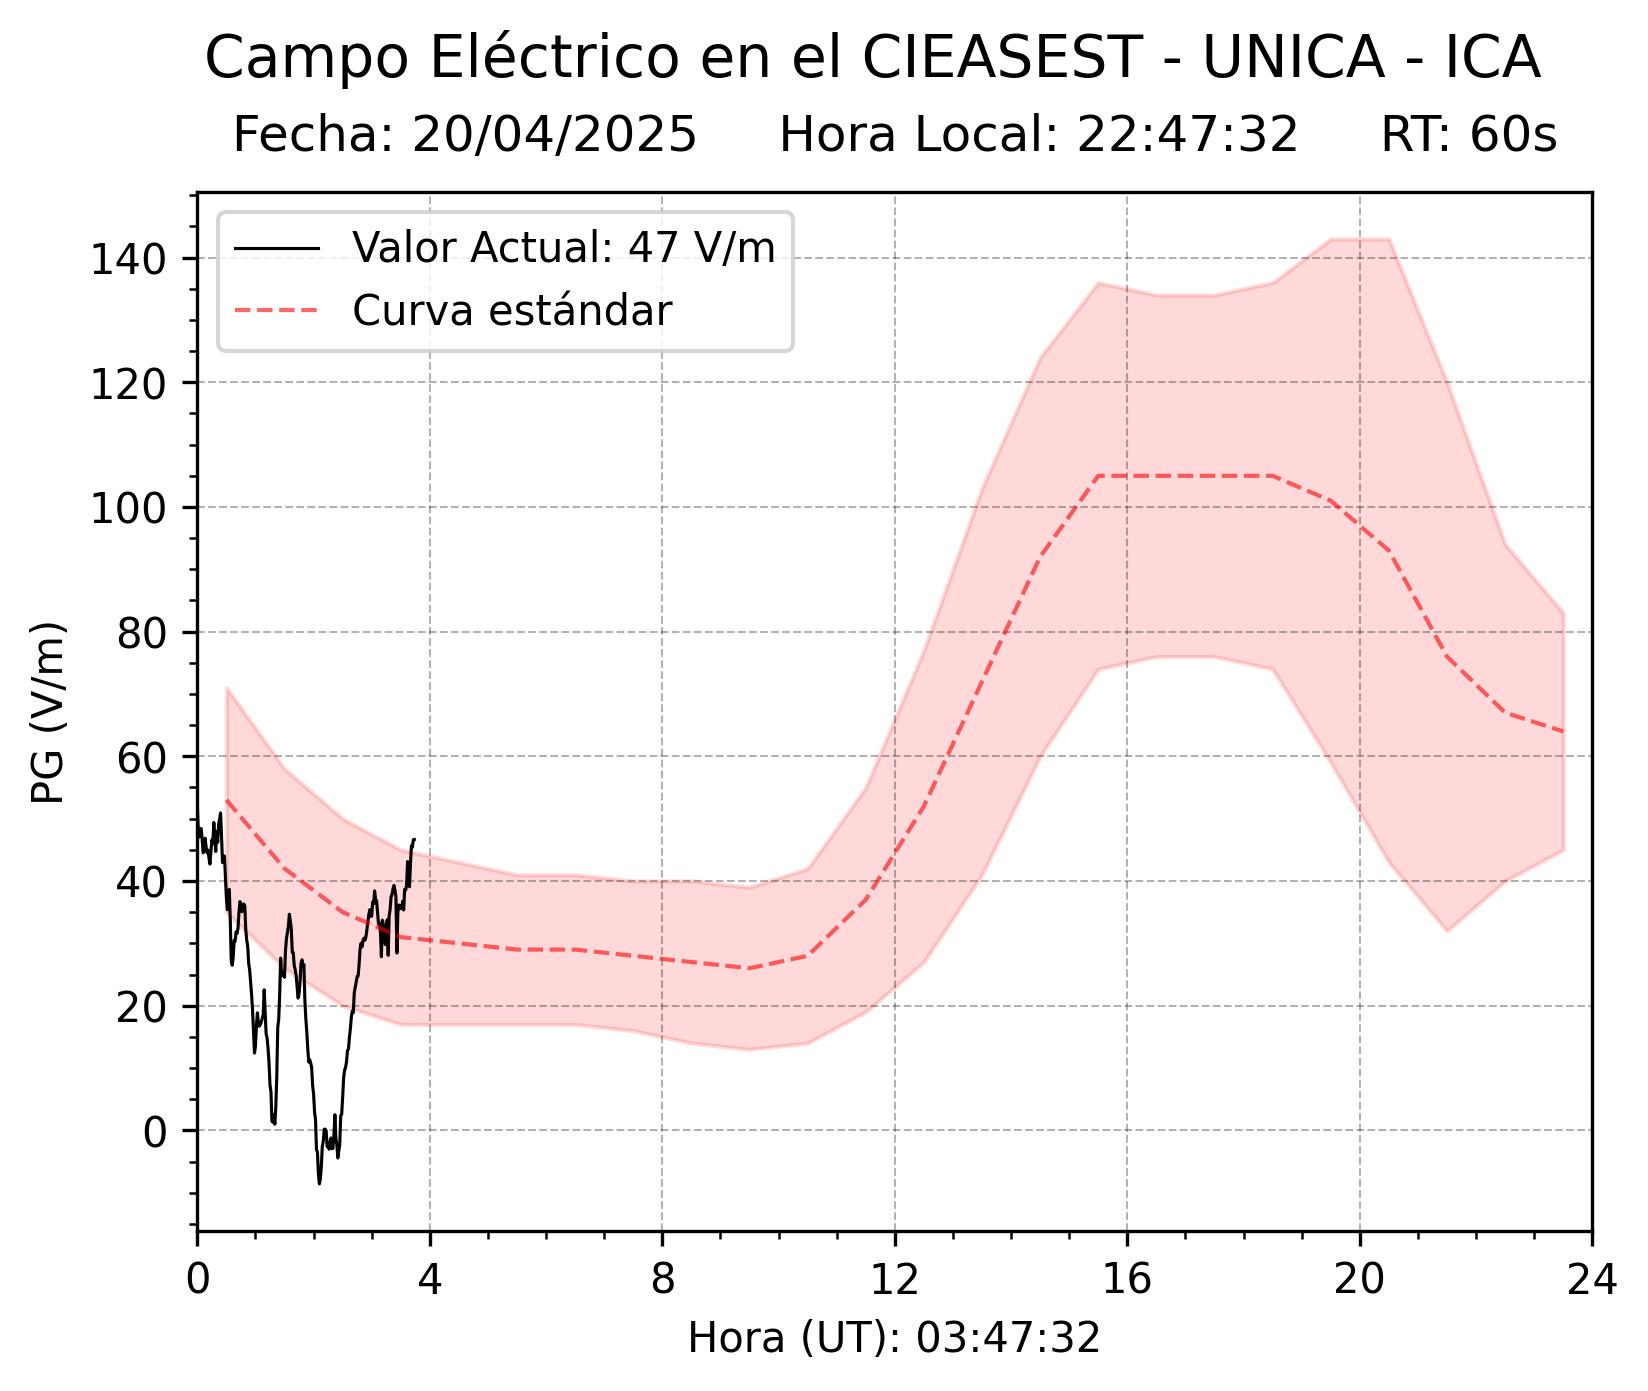 Campo Eléctrico en el CIEASEST - UNICA - ICA
Fecha: 20/04/2025 Hora Local: 22:47:32 RT: 60s
Valor Actual: 47 V/m
Curva estándar
140
120
100
80
60
40
20
0
PG (V/m)
0 4 8 12 16 20 24
Hora (UT): 03:47:32